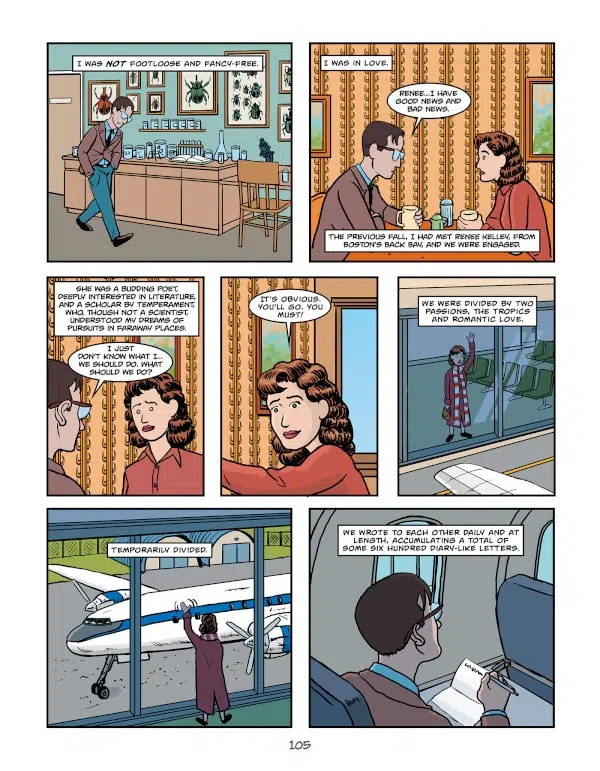 I WAS NOT FOOTLOOSE AND FANCY-FREE.
I WAS IN LOVE.
RENEE...I HAVE
GOOD NEWS AND
BAD NEWS.
THE PREVIOUS FALL, I HAD MET RENEE KELLEY, FROM
BOSTON'S BACK BAY, AND WE WERE ENGAGED.
SHE WAS A BUDDING POET,
DEEPLY INTERESTED IN LITERATURE,
AND A SCHOLAR BY TEMPERAMENT,
WHO, THOUGH NOT A SCIENTIST,
UNDERSTOOD MY DREAMS OF
PURSUITS IN FARAWAY PLACES.
I JUST
DON'T KNOW WHAT I...
WE SHOULD DO. WHAT
SHOULD WE DO?
IT'S OBVIOUS.
YOU'LL GO. YOU
MUST!
WE WERE DIVIDED BY TWO
PASSIONS, THE TROPICS
AND ROMANTIC LOVE.
TEMPORARILY DIVIDED.
WE WROTE TO EACH OTHER DAILY AND AT
LENGTH, ACCUMULATING A TOTAL OF
SOME SIX HUNDRED DIARY-LIKE LETTERS.
105